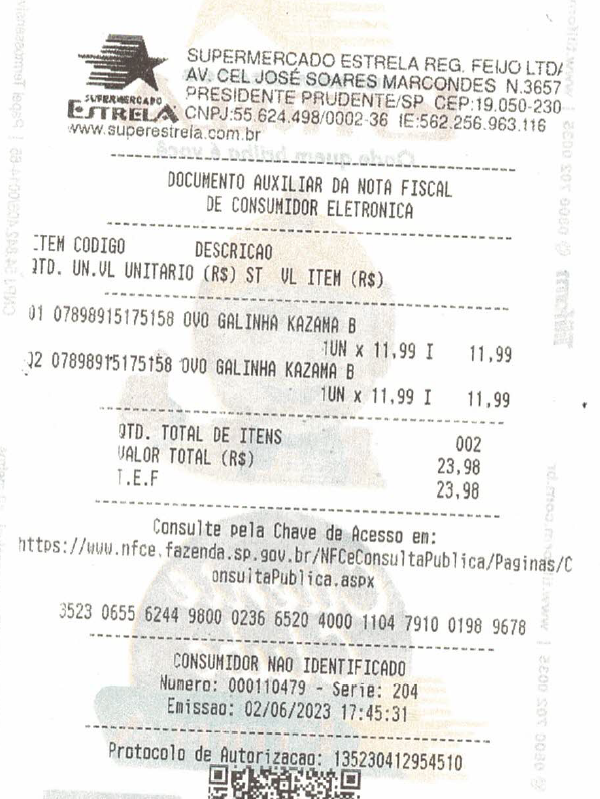 SUPERMERCADO
ESTRELA
SUPERMERCADO ESTRELA REG. FEIJO LTDA
AV. CEL JOSÉ SOARES MARCONDES N.3657
PRESIDENTE PRUDENTE/SP CEP:19.050-230
CNPJ:55.624.498/0002-36 IE:562.256.963.116
www.superestrela.com.br
DOCUMENTO AUXILIAR DA NOTA FISCAL
DE CONSUMIDOR ELETRONICA
ITEM CODIGO DESCRICAO
QTD. UN.VL UNITARIO (R$) ST VL ITEM (R$)
01 07898915175158 OVO GALINHA KAZAMA B
1UN x 11,99 I 11,99
02 07898915175158 OVO GALINHA KAZAMA B
1UN x 11,99 I 11,99
QTD. TOTAL DE ITENS 002
VALOR TOTAL (R$) 23,98
T.E.F 23,98
Consulte pela Chave de Acesso em:
https://www.nfce.fazenda.sp.gov.br/NFCeConsultaPublica/Paginas/C
onsultaPublica.aspx
3523 0655 6244 9800 0236 6520 4000 1104 7910 0198 9678
CONSUMIDOR NAO IDENTIFICADO
Numero: 000110479 - Serie: 204
Emissao: 02/06/2023 17:45:31
Protocolo de Autorizacao: 135230412954510